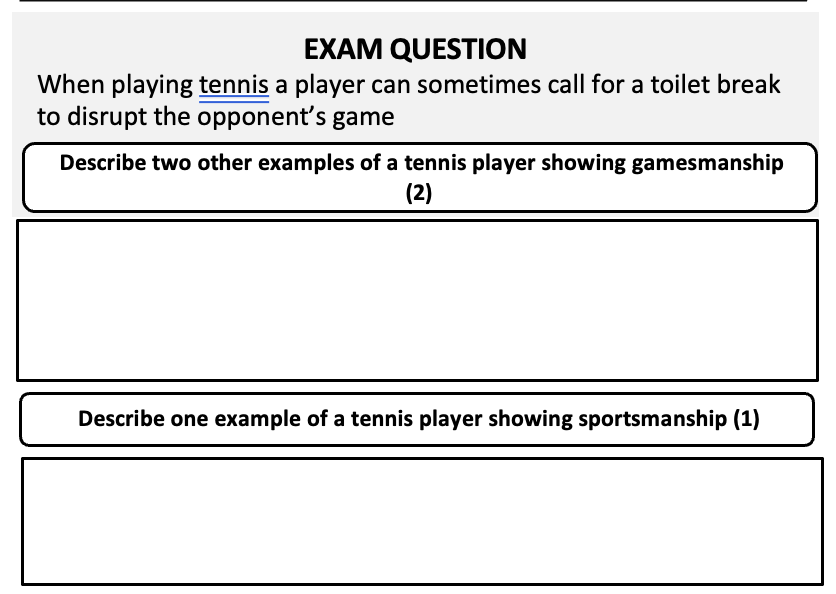 EXAM QUESTION
When playing tennis a player can sometimes call for a toilet break
to disrupt the opponent’s game
Describe two other examples of a tennis player showing gamesmanship
(2)
Describe one example of a tennis player showing sportsmanship (1)